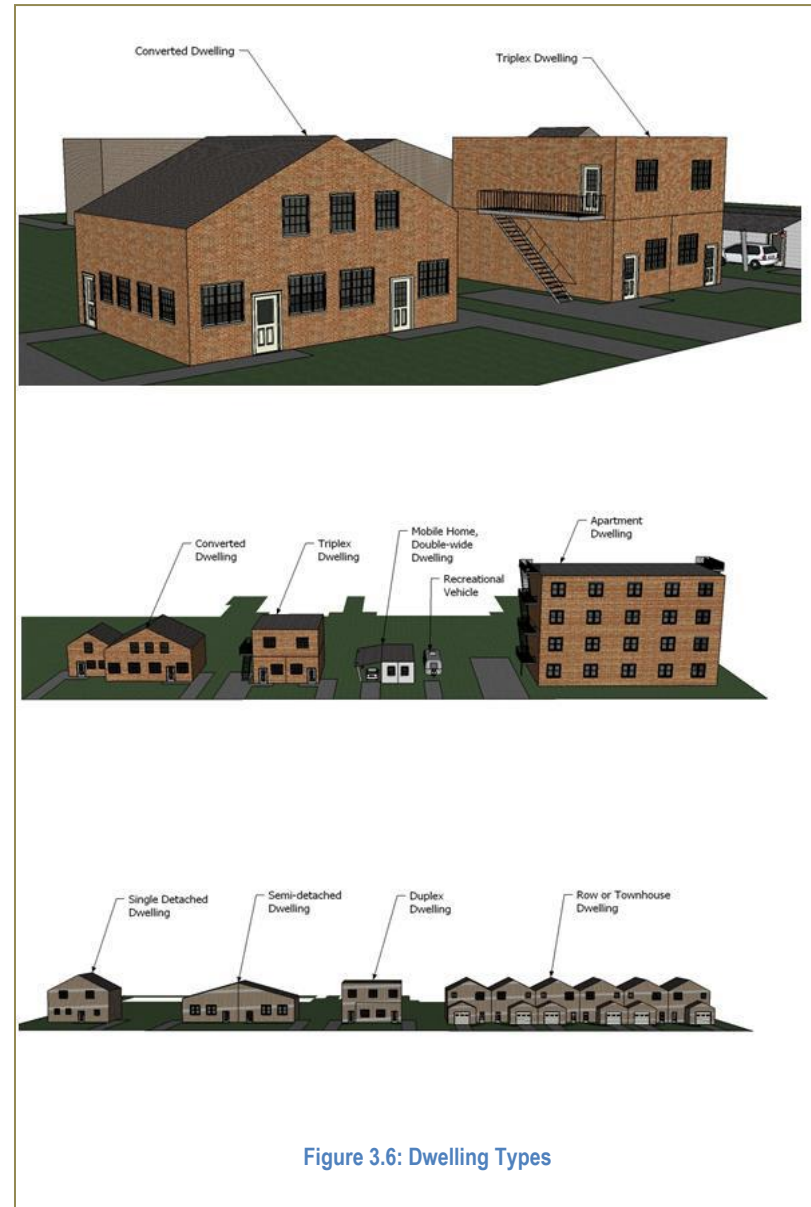 Converted Dwelling
Triplex Dwelling
Converted
Dwelling
Triplex
Dwelling
Mobile Home,
Double-wide
Dwelling
Recreational
Vehicle
Apartment
Dwelling
Single Detached
Dwelling
Semi-detached
Dwelling
Duplex
Dwelling
Row or Townhouse
Dwelling
Figure 3.6: Dwelling Types